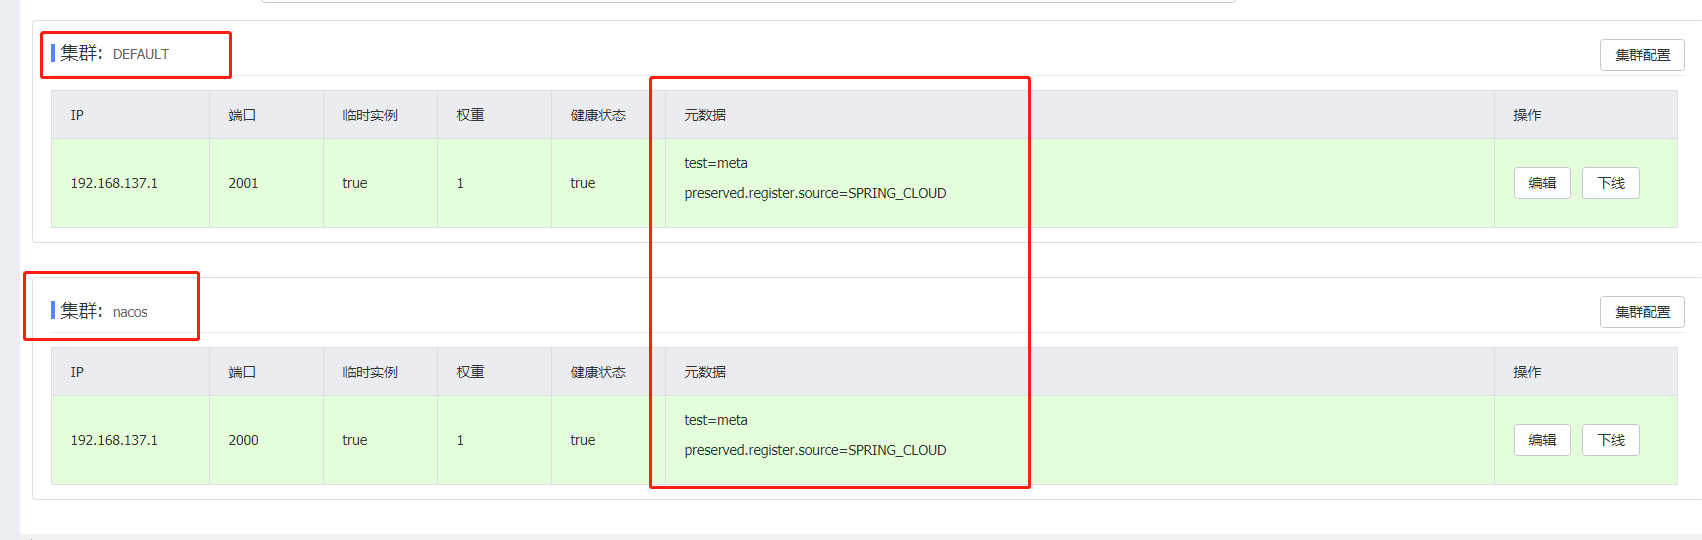 集群: DEFAULT 集群配置
IP 端口 临时实例 权重 健康状态 元数据 操作
192.168.137.1 2001 true 1 true test=meta 编辑 下线
preserved.register.source=SPRING_CLOUD
集群: nacos 集群配置
IP 端口 临时实例 权重 健康状态 元数据 操作
192.168.137.1 2000 true 1 true test=meta 编辑 下线
preserved.register.source=SPRING_CLOUD